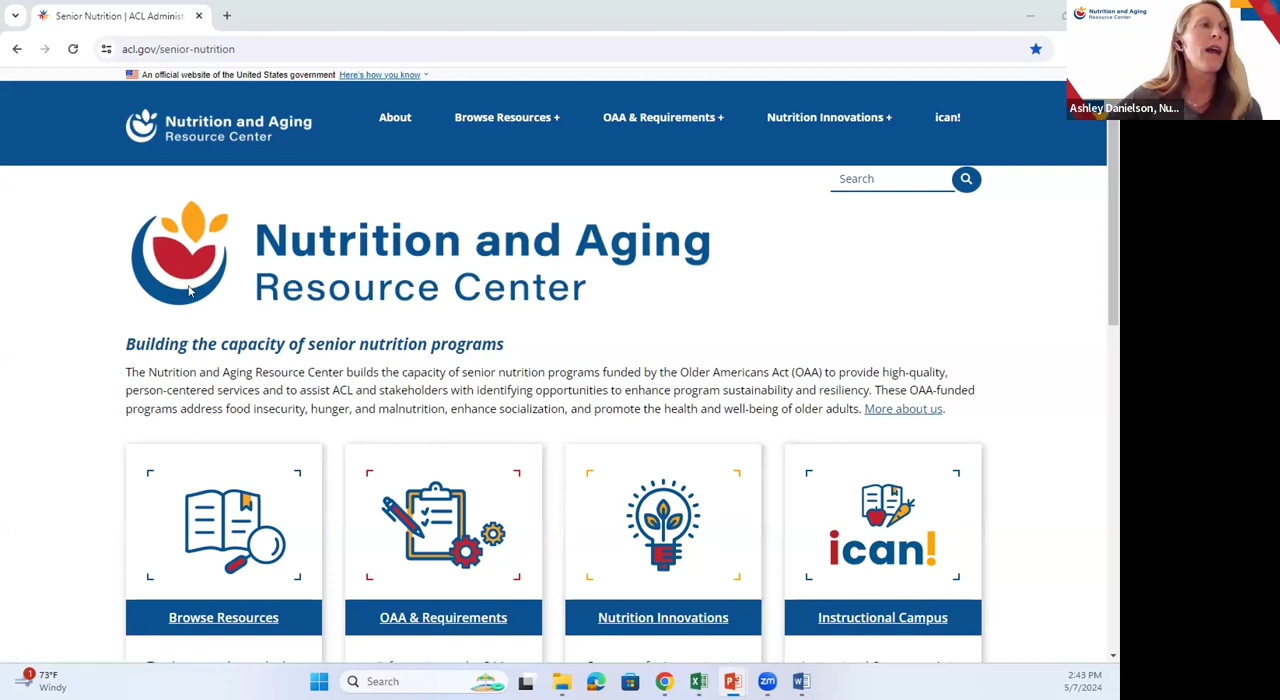 Senior Nutrition | ACL Administ
acl.gov/senior-nutrition
Nutrition and Aging
Resource Center
Ashley Danielson, Nu...
An official website of the United States government Here's how you know
Nutrition and Aging
Resource Center
About
Browse Resources +
OAA & Requirements +
Nutrition Innovations +
ican!
Search
Nutrition and Aging
Resource Center
Building the capacity of senior nutrition programs
The Nutrition and Aging Resource Center builds the capacity of senior nutrition programs funded by the Older Americans Act (OAA) to provide high-quality,
person-centered services and to assist ACL and stakeholders with identifying opportunities to enhance program sustainability and resiliency. These OAA-funded
programs address food insecurity, hunger, and malnutrition, enhance socialization, and promote the health and well-being of older adults. More about us.
ican!
Browse Resources
OAA & Requirements
Nutrition Innovations
Instructional Campus
1
73°F
Windy
Search
2:43 PM
5/7/2024